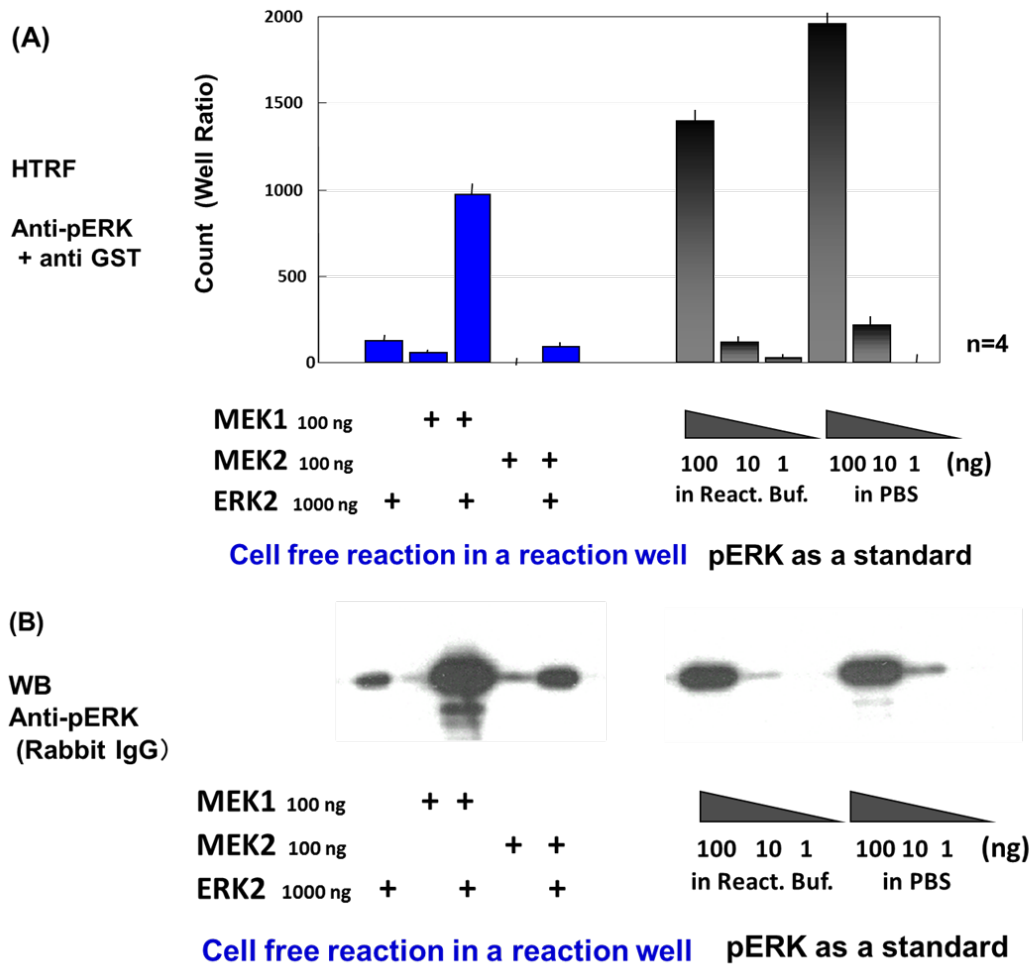 (A)
HTRF
Anti-pERK
+ anti GST
Count (Well Ratio)
2000
1500
1000
500
0
n=4
MEK1 100 ng + +
MEK2 100 ng + +
ERK2 1000 ng + + +
100 10 1 100 10 1 (ng)
in React. Buf. in PBS
Cell free reaction in a reaction well pERK as a standard
(B)
WB
Anti-pERK
(Rabbit IgG)
MEK1 100 ng + +
MEK2 100 ng + +
ERK2 1000 ng + + +
100 10 1 100 10 1 (ng)
in React. Buf. in PBS
Cell free reaction in a reaction well pERK as a standard